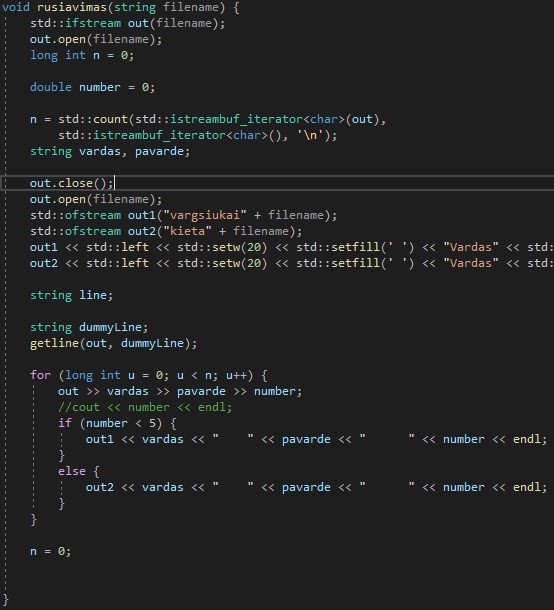 void rusiavimas(string filename) {
std::ifstream out(filename);
out.open(filename);
long int n = 0;
double number = 0;
n = std::count(std::istreambuf_iterator<char>(out),
std::istreambuf_iterator<char>(), '\n');
string vardas, pavarde;
out.close();
out.open(filename);
std::ofstream out1("vargsiukai" + filename);
std::ofstream out2("kieta" + filename);
out1 << std::left << std::setw(20) << std::setfill(' ') << "Vardas" << std:
out2 << std::left << std::setw(20) << std::setfill(' ') << "Vardas" << std:
string line;
string dummyLine;
getline(out, dummyLine);
for (long int u = 0; u < n; u++) {
out >> vardas >> pavarde >> number;
//cout << number << endl;
if (number < 5) {
out1 << vardas << "    " << pavarde << "      " << number << endl;
}
else {
out2 << vardas << "    " << pavarde << "      " << number << endl;
}
}
n = 0;
}